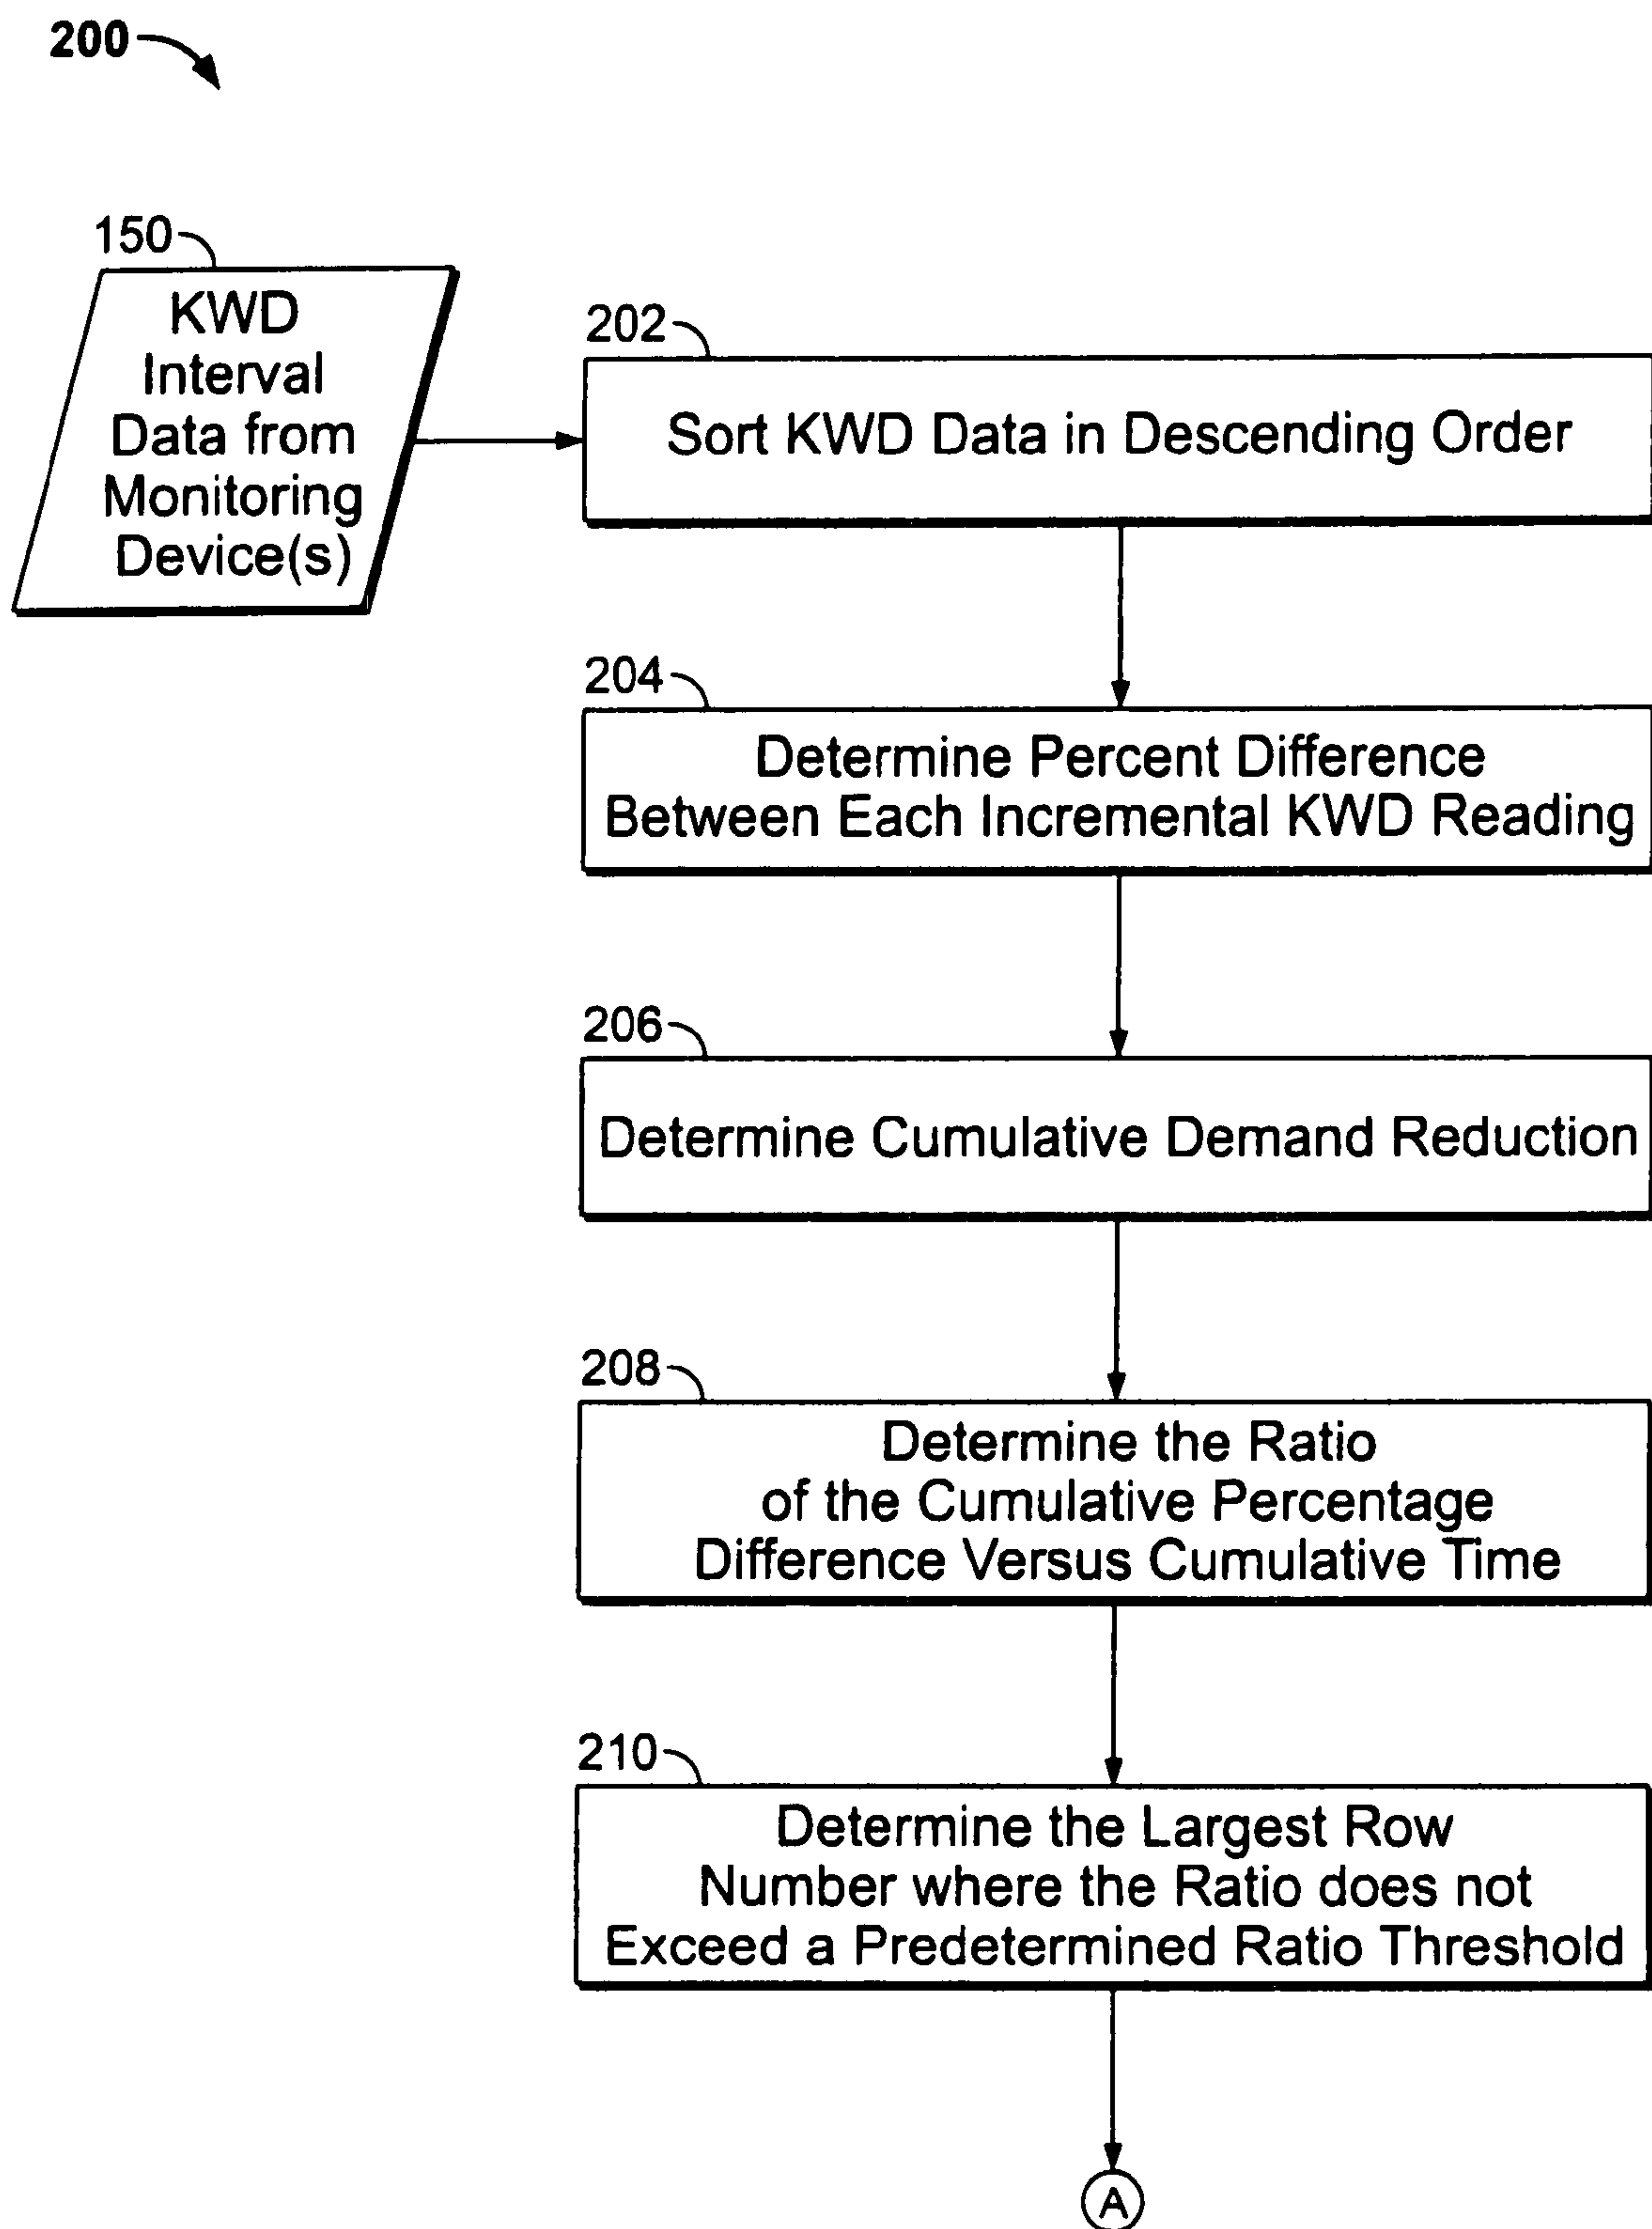 200
150
KWD
Interval
Data from
Monitoring
Device(s)
202
Sort KWD Data in Descending Order
204
Determine Percent Difference
Between Each Incremental KWD Reading
206
Determine Cumulative Demand Reduction
208
Determine the Ratio
of the Cumulative Percentage
Difference Versus Cumulative Time
210
Determine the Largest Row
Number where the Ratio does not
Exceed a Predetermined Ratio Threshold
A